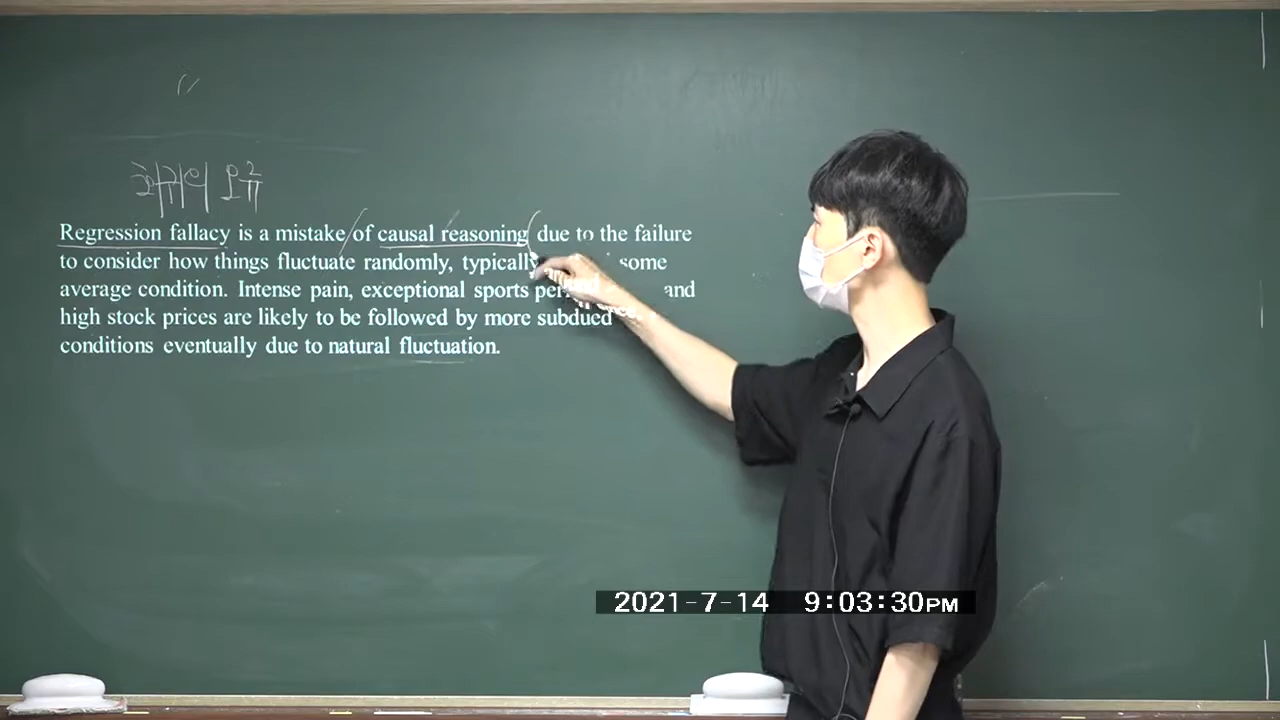 회귀의 오류
Regression fallacy is a mistake of causal reasoning due to the failure
to consider how things fluctuate randomly, typically some
average condition. Intense pain, exceptional sports and
high stock prices are likely to be followed by more subdued
conditions eventually due to natural fluctuation.
2021-7-14 9:03:30PM